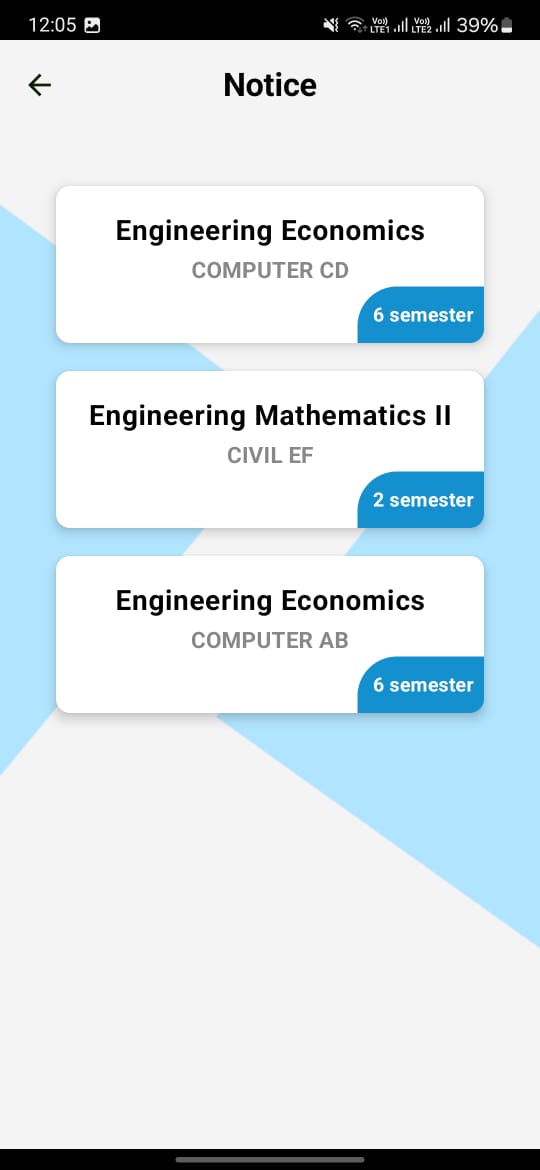 12:05
Vo)) LTE1 Vo)) LTE2 39%
Notice
Engineering Economics
COMPUTER CD
6 semester
Engineering Mathematics II
CIVIL EF
2 semester
Engineering Economics
COMPUTER AB
6 semester